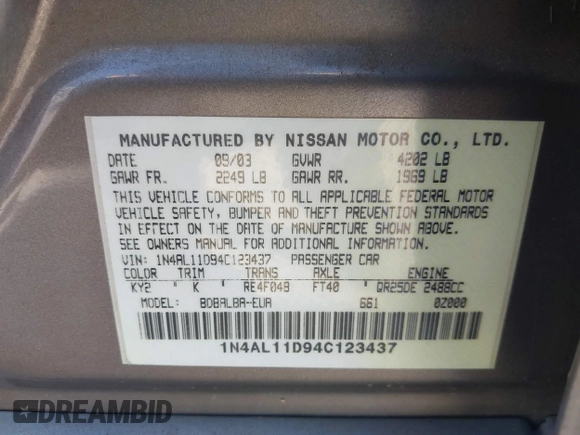 MANUFACTURED BY NISSAN MOTOR CO., LTD.
DATE 09/03 GVWR 4202 LB
GAWR FR. 2249 LB GAWR RR. 1969 LB
THIS VEHICLE CONFORMS TO ALL APPLICABLE FEDERAL MOTOR
VEHICLE SAFETY, BUMPER AND THEFT PREVENTION STANDARDS
IN EFFECT ON THE DATE OF MANUFACTURE SHOWN ABOVE.
SEE OWNERS MANUAL FOR ADDITIONAL INFORMATION.
VIN: 1N4AL11D94C123437 PASSENGER CAR
COLOR TRIM TRANS AXLE ENGINE
KY2 K RE4F04B FT40 QR25DE 2488CC
MODEL: BDBALBA-EUA 661 0Z000
1N4AL11D94C123437
DREAMBID